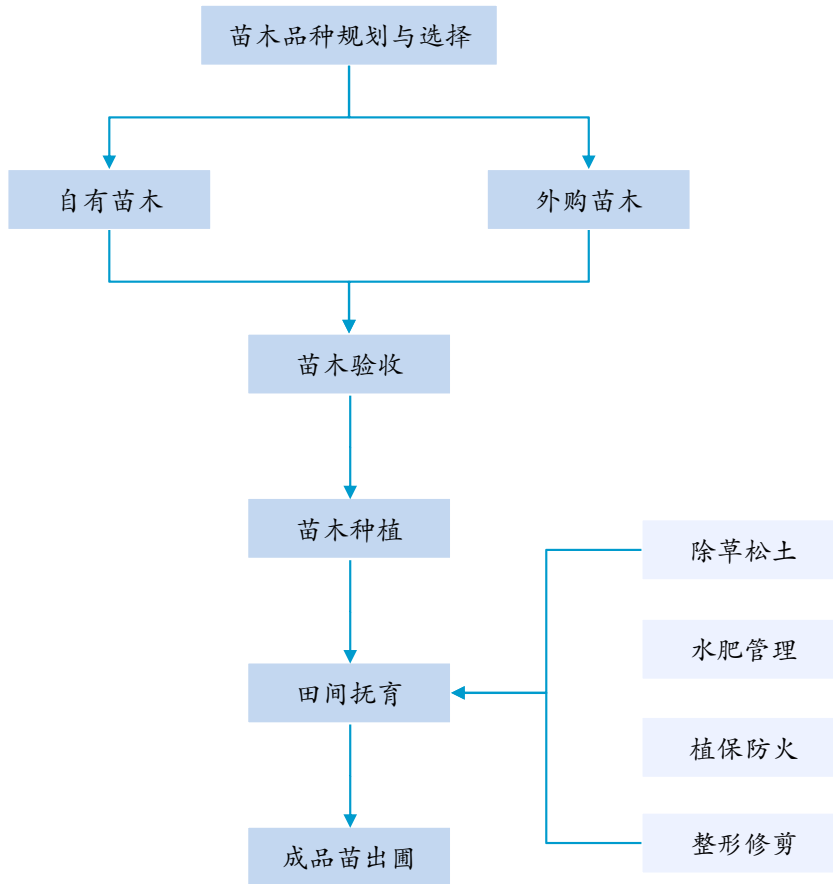 苗木品种规划与选择
自有苗木
外购苗木
苗木验收
苗木种植
除草松土
水肥管理
田间抚育
植保防火
整形修剪
成品苗出圃